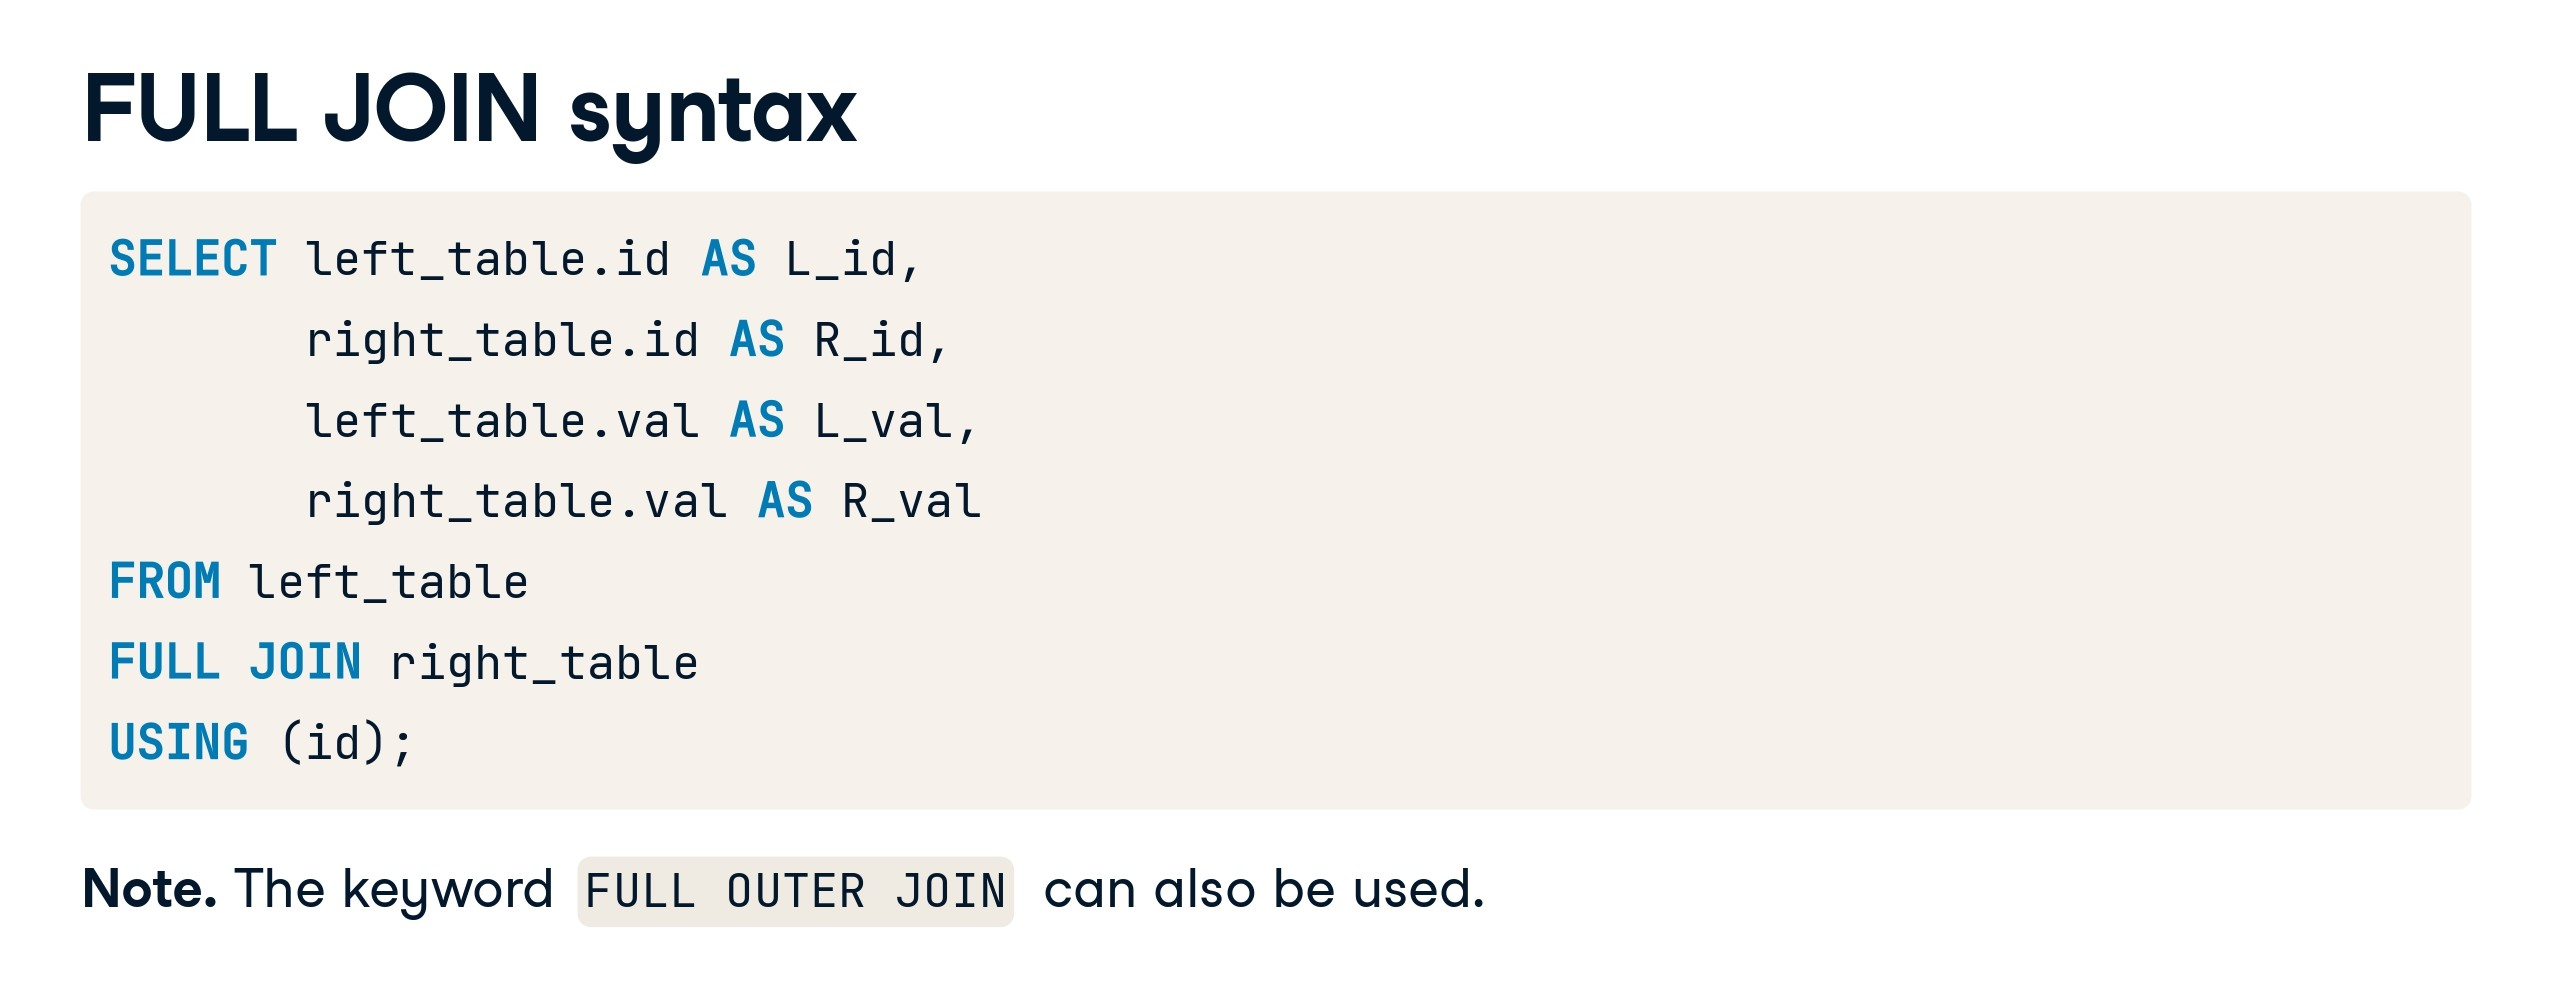 FULL JOIN syntax
SELECT left_table.id AS L_id,
       right_table.id AS R_id,
       left_table.val AS L_val,
       right_table.val AS R_val
FROM left_table
FULL JOIN right_table
USING (id);
Note. The keyword FULL OUTER JOIN can also be used.